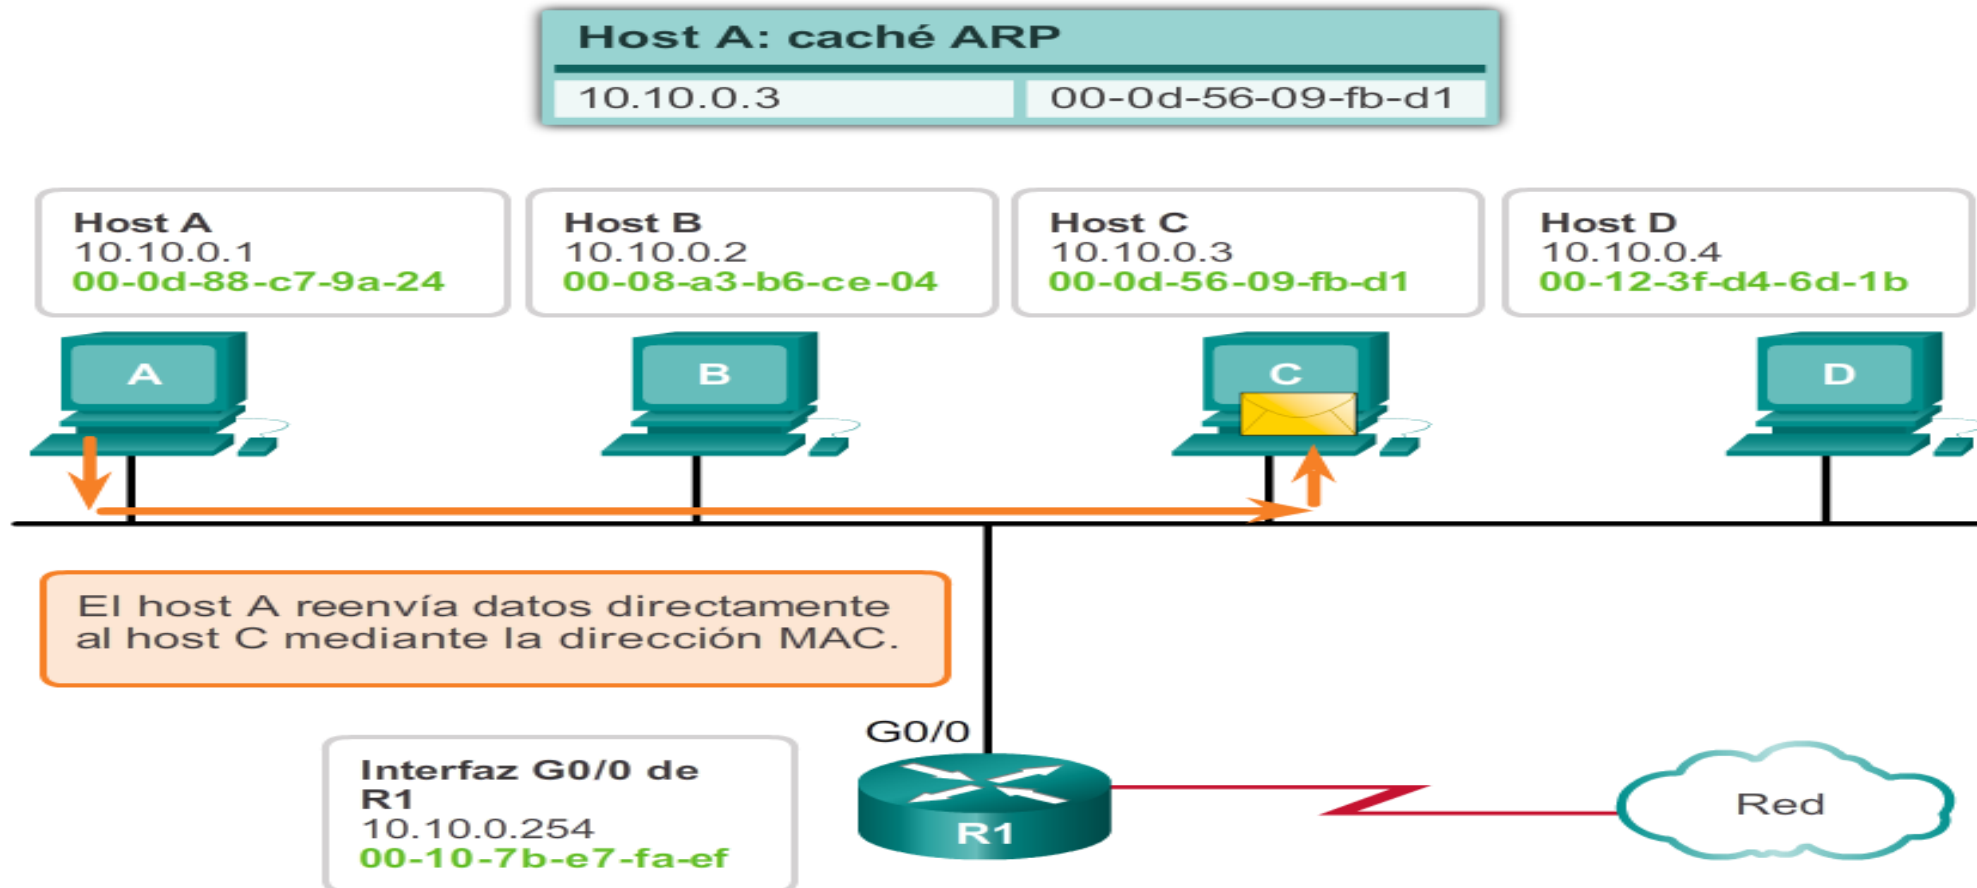 Host A: caché ARP
10.10.0.3 00-0d-56-09-fb-d1
Host A
10.10.0.1
00-0d-88-c7-9a-24
Host B
10.10.0.2
00-08-a3-b6-ce-04
Host C
10.10.0.3
00-0d-56-09-fb-d1
Host D
10.10.0.4
00-12-3f-d4-6d-1b
A
B
C
D
El host A reenvía datos directamente
al host C mediante la dirección MAC.
G0/0
Interfaz G0/0 de
R1
10.10.0.254
00-10-7b-e7-fa-ef
R1
Red